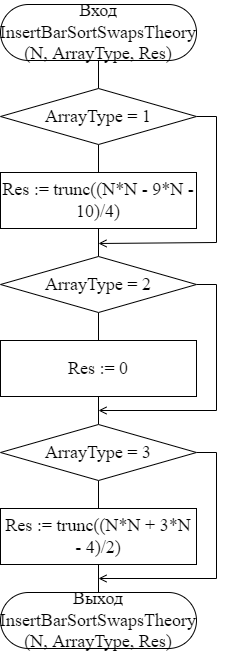 Вход
InsertBarSortSwapsTheory
(N, ArrayType, Res)
ArrayType = 1
Res := trunc((N*N - 9*N -
10)/4)
ArrayType = 2
Res := 0
ArrayType = 3
Res := trunc((N*N + 3*N
- 4)/2)
Выход
InsertBarSortSwapsTheory
(N, ArrayType, Res)